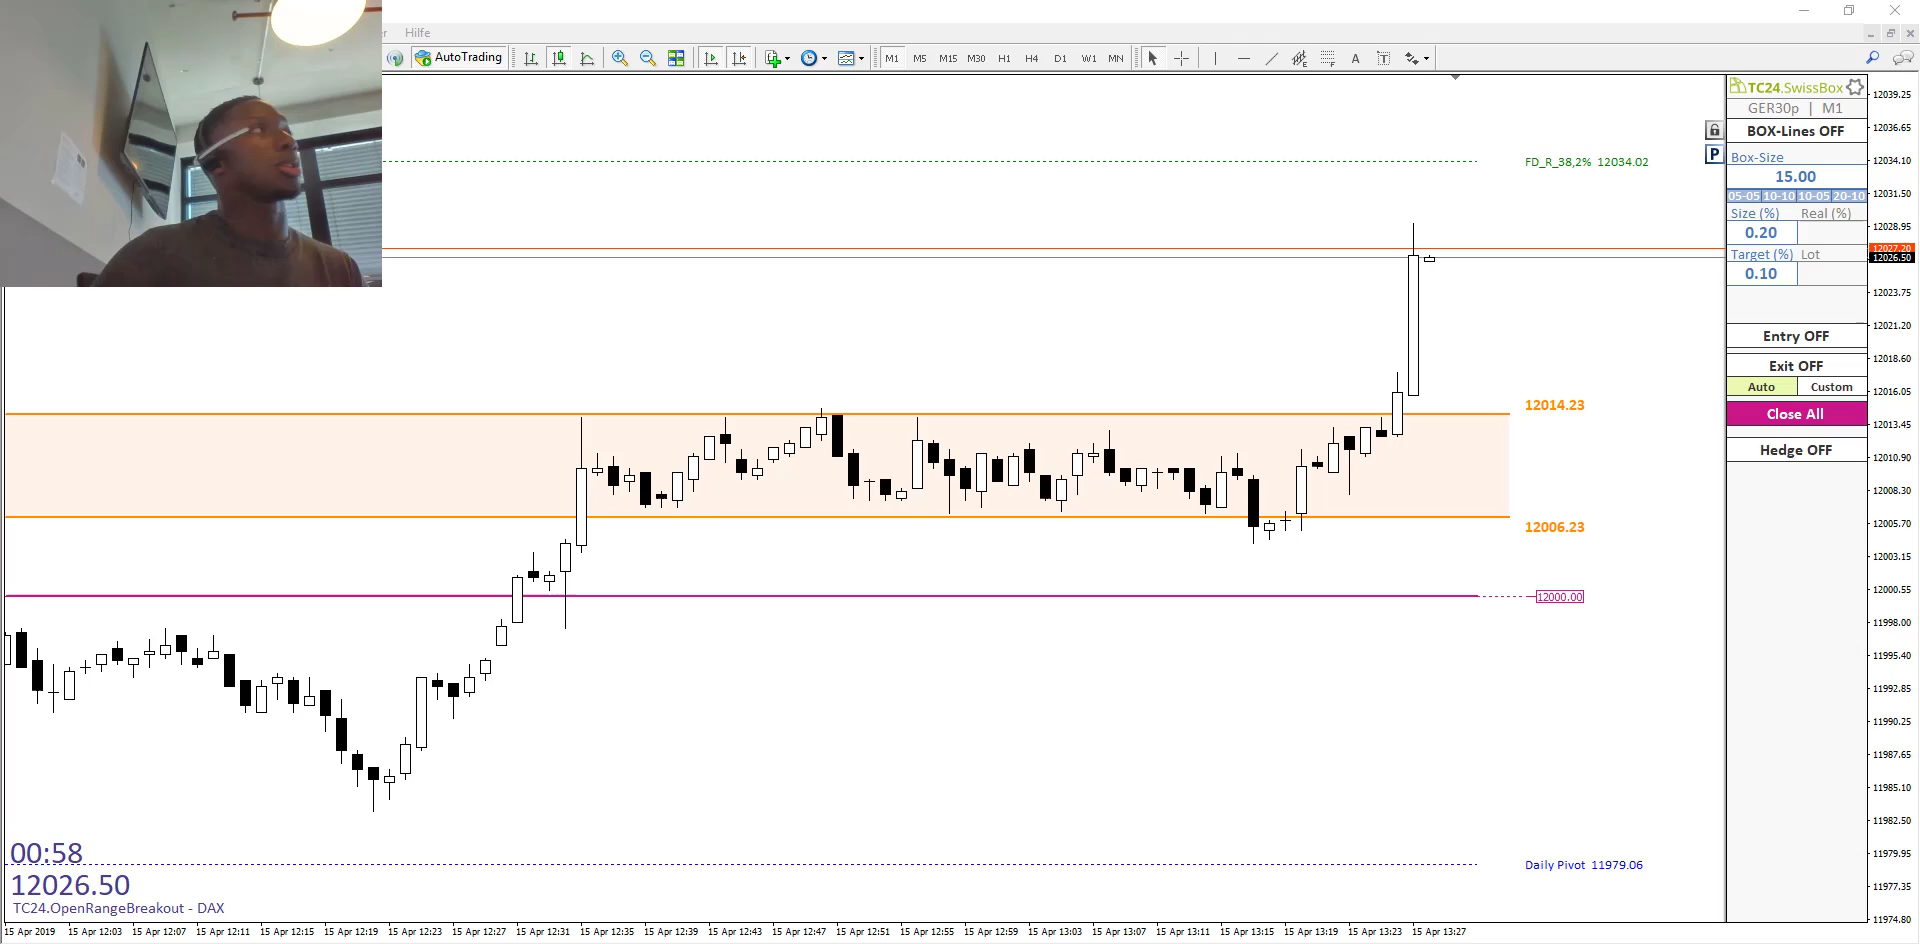 Hilfe
AutoTrading
M1 M5 M15 M30 H1 H4 D1 W1 MN
A T
TC24.SwissBox
GER30p | M1
BOX-Lines OFF
P
Box-Size
15.00
05-05 10-10 10-05 20-10
Size (%) Real (%)
0.20
Target (%) Lot
0.10
Entry OFF
Exit OFF
Auto Custom
Close All
Hedge OFF
12039.25
12036.65
12034.10
12031.50
12028.95
12027.20
12026.50
12023.75
12021.20
12018.60
12016.05
12013.45
12010.90
12008.30
12005.70
12003.15
12000.55
11998.00
11995.40
11992.85
11990.25
11987.65
11985.10
11982.50
11979.95
11977.35
11974.80
FD_R_38,2% 12034.02
12014.23
12006.23
12000.00
Daily Pivot 11979.06
00:58
12026.50
TC24.OpenRangeBreakout - DAX
15 Apr 2019 15 Apr 12:03 15 Apr 12:07 15 Apr 12:11 15 Apr 12:15 15 Apr 12:19 15 Apr 12:23 15 Apr 12:27 15 Apr 12:31 15 Apr 12:35 15 Apr 12:39 15 Apr 12:43 15 Apr 12:47 15 Apr 12:51 15 Apr 12:55 15 Apr 12:59 15 Apr 13:03 15 Apr 13:07 15 Apr 13:11 15 Apr 13:15 15 Apr 13:19 15 Apr 13:23 15 Apr 13:27